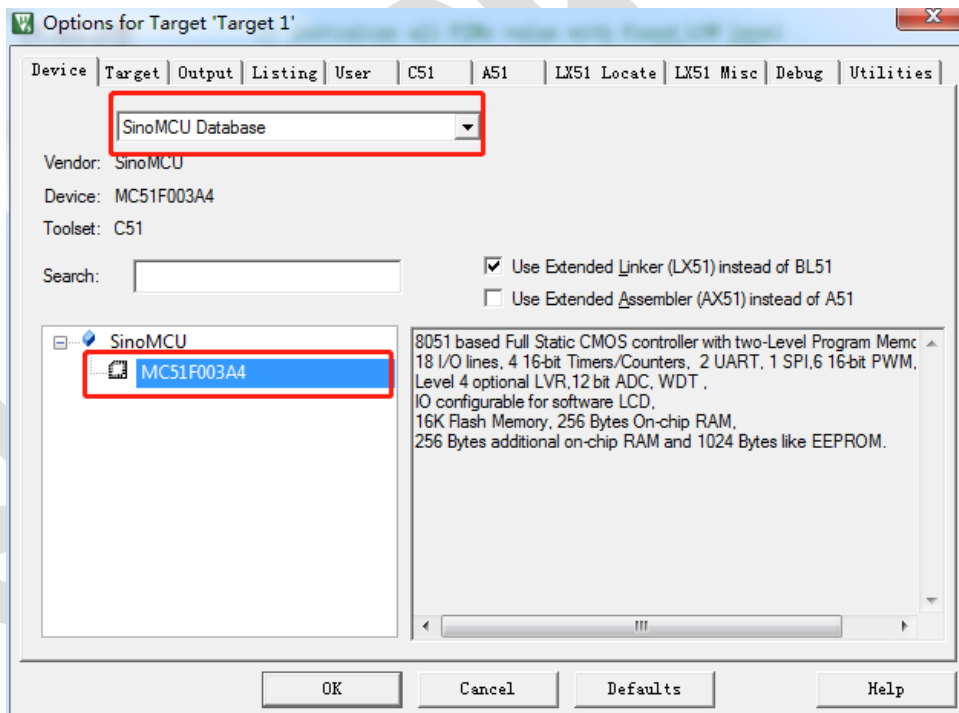 Options for Target 'Target 1'
Device Target Output Listing User C51 A51 LX51 Locate LX51 Misc Debug Utilities
SinoMCU Database
Vendor: SinoMCU
Device: MC51F003A4
Toolset: C51
Search:
Use Extended Linker (LX51) instead of BL51
Use Extended Assembler (AX51) instead of A51
SinoMCU
MC51F003A4
8051 based Full Static CMOS controller with two-Level Program Memc
18 I/O lines, 4 16-bit Timers/Counters, 2 UART, 1 SPI,6 16-bit PWM,
Level 4 optional LVR,12 bit ADC, WDT ,
IO configurable for software LCD,
16K Flash Memory, 256 Bytes On-chip RAM,
256 Bytes additional on-chip RAM and 1024 Bytes like EEPROM.
OK Cancel Defaults Help